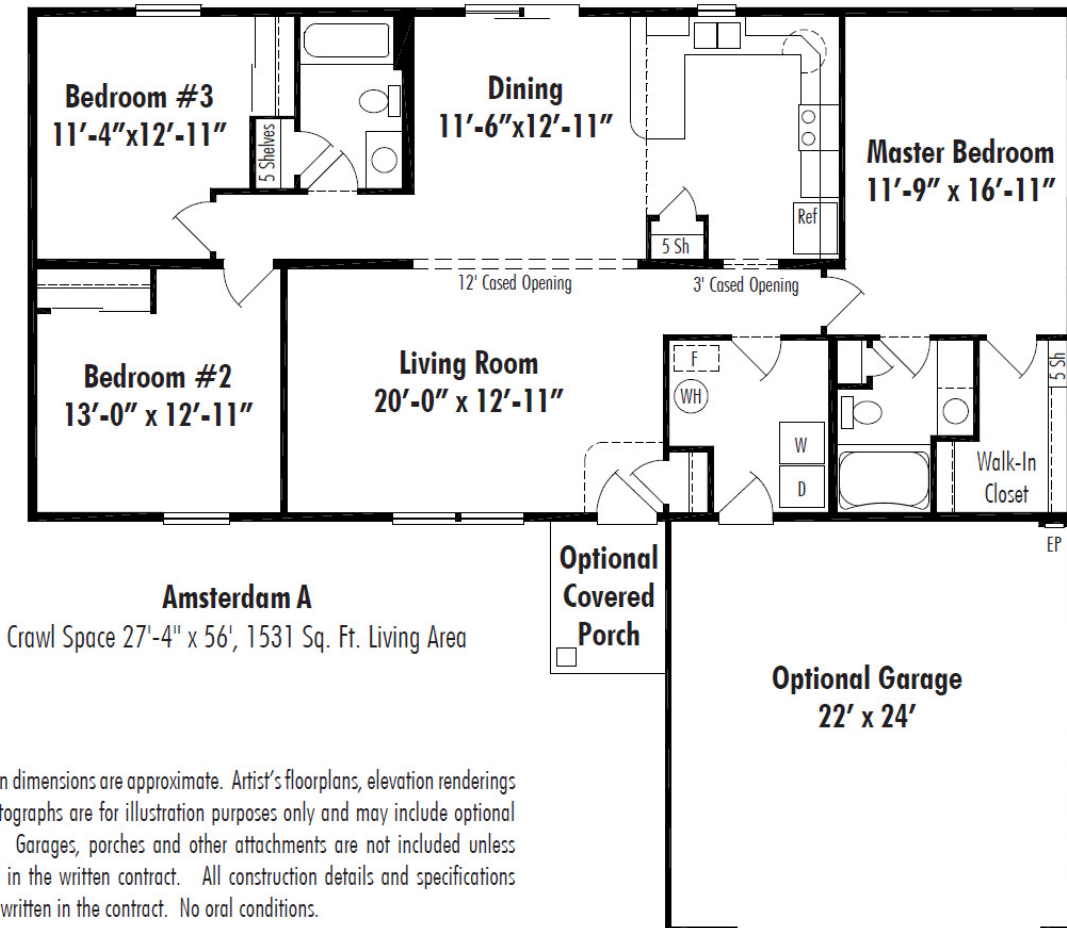 Bedroom #3
11'-4"x12'-11"
5 Shelves
Dining
11'-6"x12'-11"
Master Bedroom
11'-9" x 16'-11"
Ref
5 Sh
12' Cased Opening
3' Cased Opening
Bedroom #2
13'-0" x 12'-11"
Living Room
20'-0" x 12'-11"
F
WH
W
D
5 Sh
Walk-In
Closet
EP
Optional
Covered
Porch
Amsterdam A
Crawl Space 27'-4" x 56', 1531 Sq. Ft. Living Area
Optional Garage
22' x 24'
n dimensions are approximate. Artist's floorplans, elevation renderings
tographs are for illustration purposes only and may include optional
Garages, porches and other attachments are not included unless
in the written contract. All construction details and specifications
written in the contract. No oral conditions.